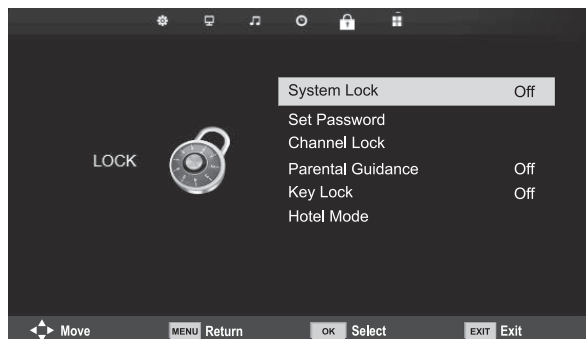 LOCK
System Lock Off
Set Password
Channel Lock
Parental Guidance Off
Key Lock Off
Hotel Mode
Move MENU Return OK Select EXIT Exit